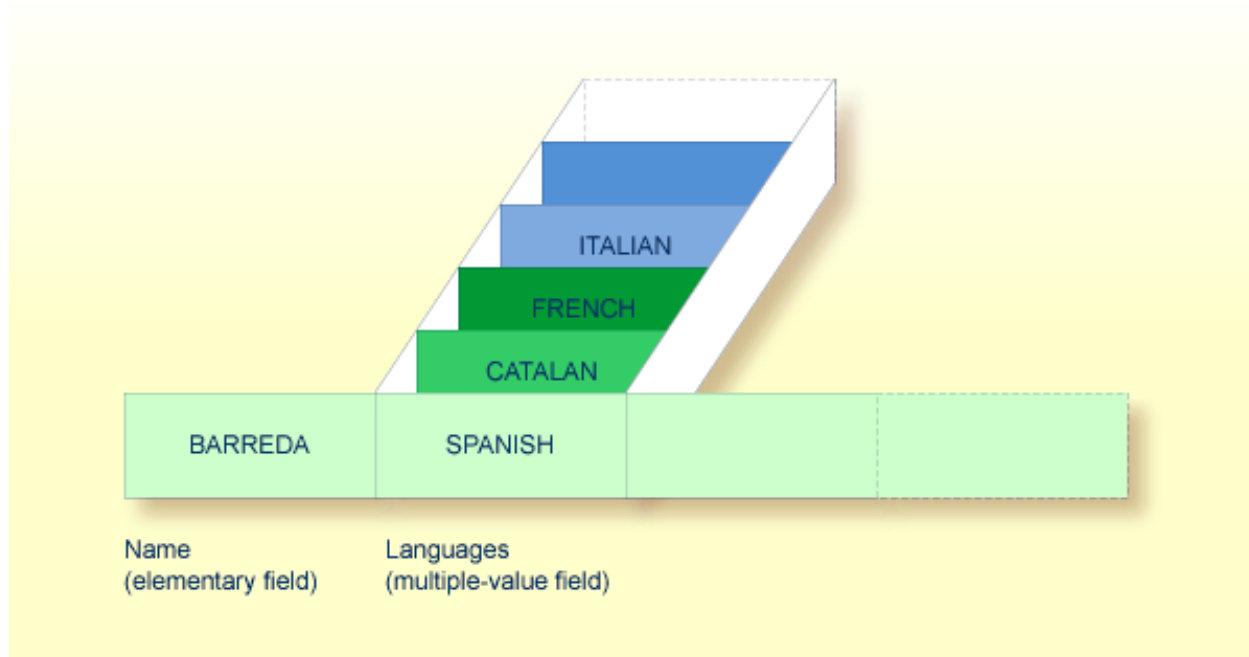 ITALIAN
FRENCH
CATALAN
BARREDA SPANISH
Name Languages
(elementary field) (multiple-value field)